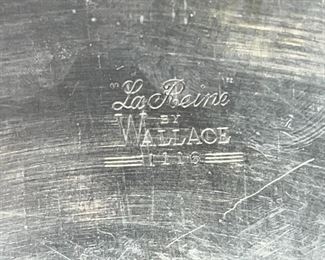 "La Reine"
BY
WALLACE
1116